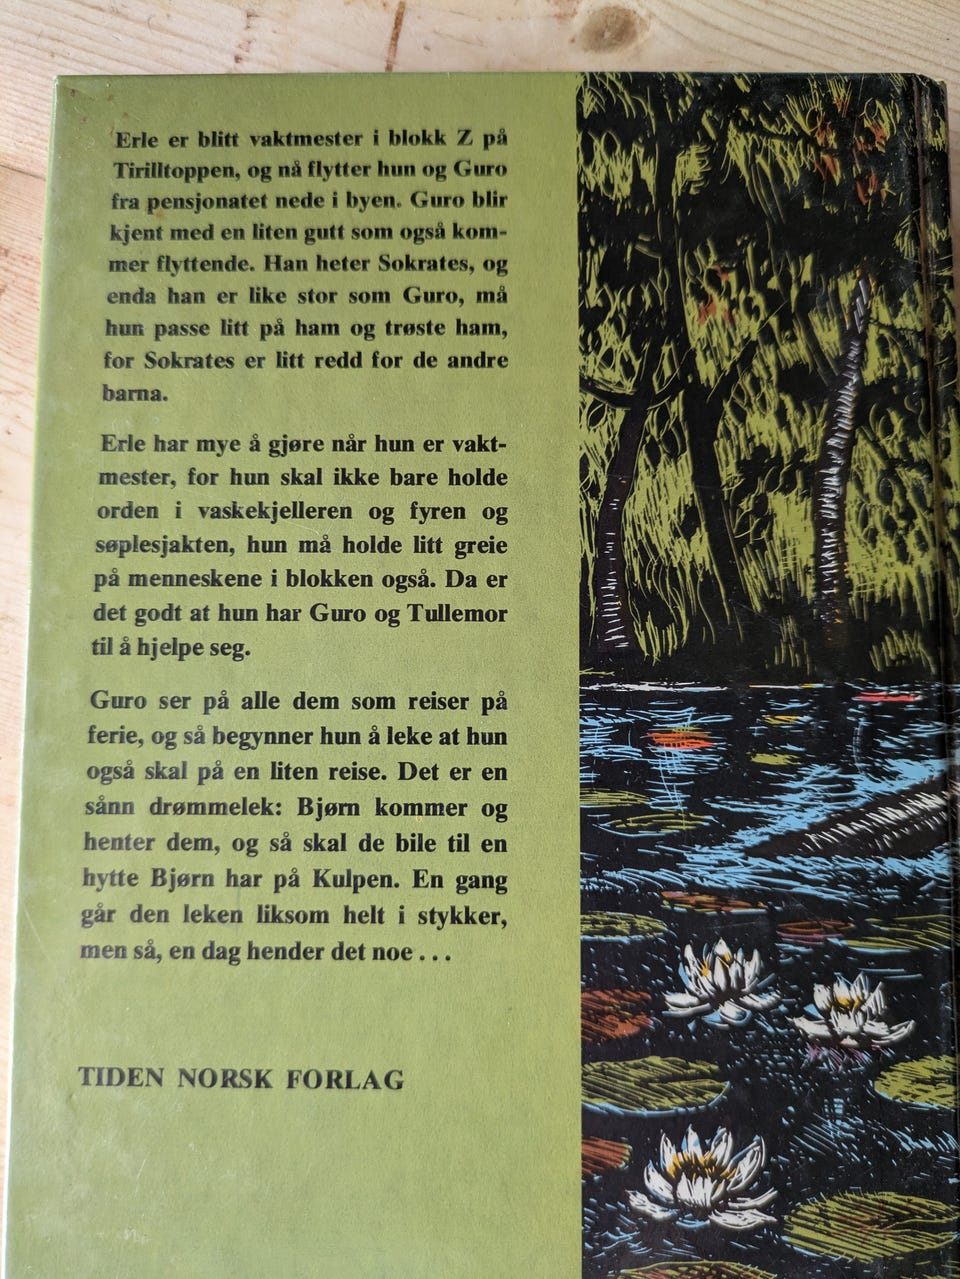 Erle er blitt vaktmester i blokk Z på
Tirilltoppen, og nå flytter hun og Guro
fra pensjonatet nede i byen. Guro blir
kjent med en liten gutt som også kom-
mer flyttende. Han heter Sokrates, og
enda han er like stor som Guro, må
hun passe litt på ham og trøste ham,
for Sokrates er litt redd for de andre
barna.
Erle har mye å gjøre når hun er vakt-
mester, for hun skal ikke bare holde
orden i vaskekjelleren og fyren og
søplesjakten, hun må holde litt greie
på menneskene i blokken også. Da er
det godt at hun har Guro og Tullemor
til å hjelpe seg.
Guro ser på alle dem som reiser på
ferie, og så begynner hun å leke at hun
også skal på en liten reise. Det er en
sånn drømmelek: Bjørn kommer og
henter dem, og så skal de bile til en
hytte Bjørn har på Kulpen. En gang
går den leken liksom helt i stykker,
men så, en dag hender det noe . . .
TIDEN NORSK FORLAG